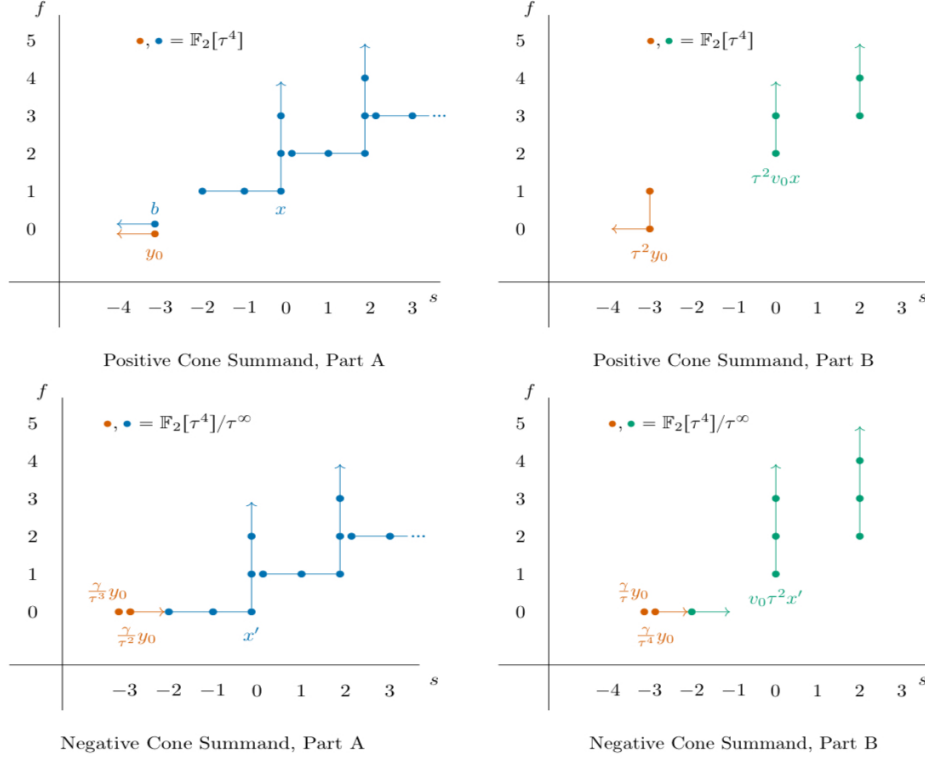 f
5
•, • = 𝔽₂[τ⁴]
4
3
...
2
1
b
x
0
y₀
−4 −3 −2 −1 0 1 2 3 s
Positive Cone Summand, Part A
f
5
•, • = 𝔽₂[τ⁴]
4
3
2
τ²v₀x
1
0
τ²y₀
−4 −3 −2 −1 0 1 2 3 s
Positive Cone Summand, Part B
f
5
•, • = 𝔽₂[τ⁴]/τ^∞
4
3
2
...
1
γ/τ³ y₀
0
γ/τ² y₀
x′
−3 −2 −1 0 1 2 3 s
Negative Cone Summand, Part A
f
5
•, • = 𝔽₂[τ⁴]/τ^∞
4
3
2
1
γ/τ y₀
v₀τ²x′
0
γ/τ⁴ y₀
−4 −3 −2 −1 0 1 2 3 s
Negative Cone Summand, Part B